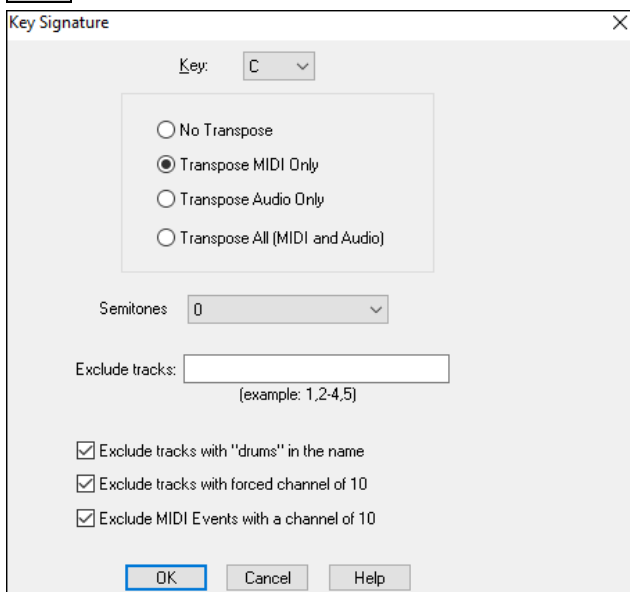 Key Signature
Key: C
No Transpose
Transpose MIDI Only
Transpose Audio Only
Transpose All (MIDI and Audio)
Semitones 0
Exclude tracks:
(example: 1,2-4,5)
Exclude tracks with "drums" in the name
Exclude tracks with forced channel of 10
Exclude MIDI Events with a channel of 10
OK Cancel Help